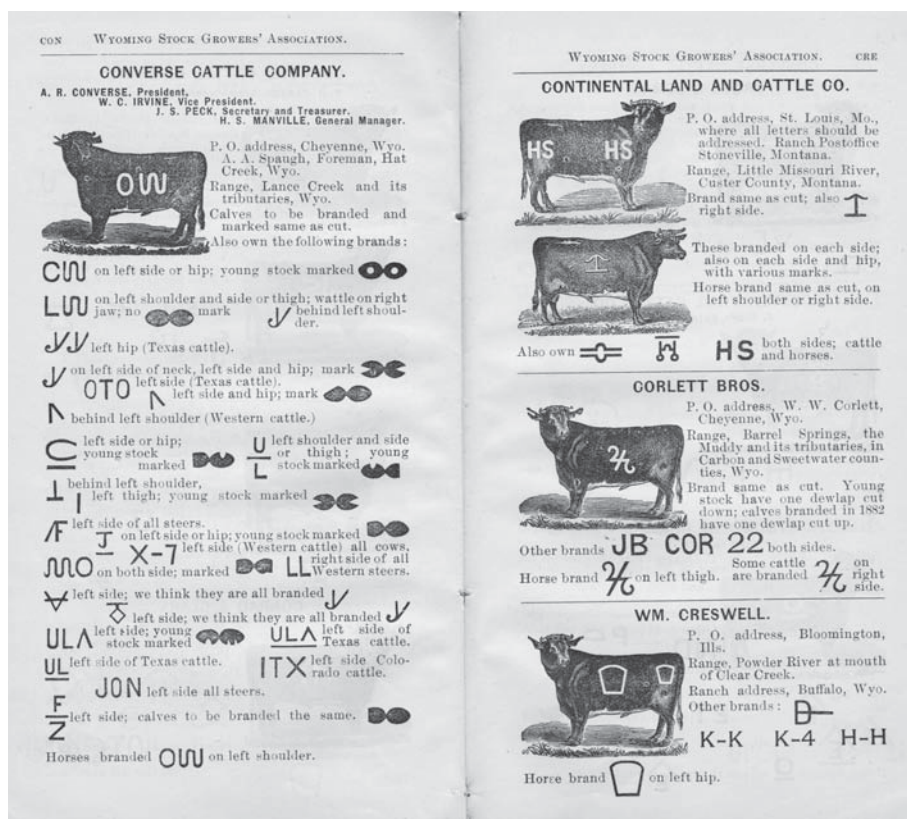 CON WYOMING STOCK GROWERS' ASSOCIATION.
CONVERSE CATTLE COMPANY.
A. R. CONVERSE, President,
W. C. IRVINE, Vice President.
J. S. PECK, Secretary and Treasurer.
H. S. MANVILLE, General Manager.
OW
P. O. address, Cheyenne, Wyo.
A. A. Spaugh, Foreman, Hat
Creek, Wyo.
Range, Lance Creek and its
tributaries, Wyo.
Calves to be branded and
marked same as cut.
Also own the following brands:
CW on left side or hip; young stock marked
LW on left shoulder and side or thigh; wattle on right
jaw; no mark behind left shoul-
der.
left hip (Texas cattle).
on left side of neck, left side and hip; mark
OTO left side (Texas cattle).
left side and hip; mark
behind left shoulder (Western cattle.)
left side or hip;
young stock
marked
U
L left shoulder and side
or thigh; young
stock marked
behind left shoulder,
left thigh; young stock marked
F left side of all steers.
J on left side or hip; young stock marked
X-7 left side (Western cattle) all cows,
on both side; marked LL right side of all
Western steers.
left side; we think they are all branded
left side; we think they are all branded
ULΛ left side; young
stock marked
ULΛ left side of
Texas cattle.
UL left side of Texas cattle.
ITX left side Colo-
rado cattle.
JON left side all steers.
F
Z left side; calves to be branded the same.
Horses branded OW on left shoulder.
WYOMING STOCK GROWERS' ASSOCIATION. CRE
CONTINENTAL LAND AND CATTLE CO.
HS HS
P. O. address, St. Louis, Mo.,
where all letters should be
addressed. Ranch Postoffice
Stoneville, Montana.
Range, Little Missouri River,
Custer County, Montana.
Brand same as cut; also
right side.
These branded on each side;
also on each side and hip,
with various marks.
Horse brand same as cut, on
left shoulder or right side.
Also own HS both sides; cattle
and horses.
CORLETT BROS.
P. O. address, W. W. Corlett,
Cheyenne, Wyo.
Range, Barrel Springs, the
Muddy and its tributaries, in
Carbon and Sweetwater coun-
ties, Wyo.
Brand same as cut. Young
stock have one dewlap cut
down; calves branded in 1882
have one dewlap cut up.
Other brands JB COR 22 both sides.
Horse brand on left thigh. Some cattle
are branded on
right
side.
WM. CRESWELL.
P. O. address, Bloomington,
Ills.
Range, Powder River at mouth
of Clear Creek.
Ranch address, Buffalo, Wyo.
Other brands:
K-K K-4 H-H
Horse brand on left hip.